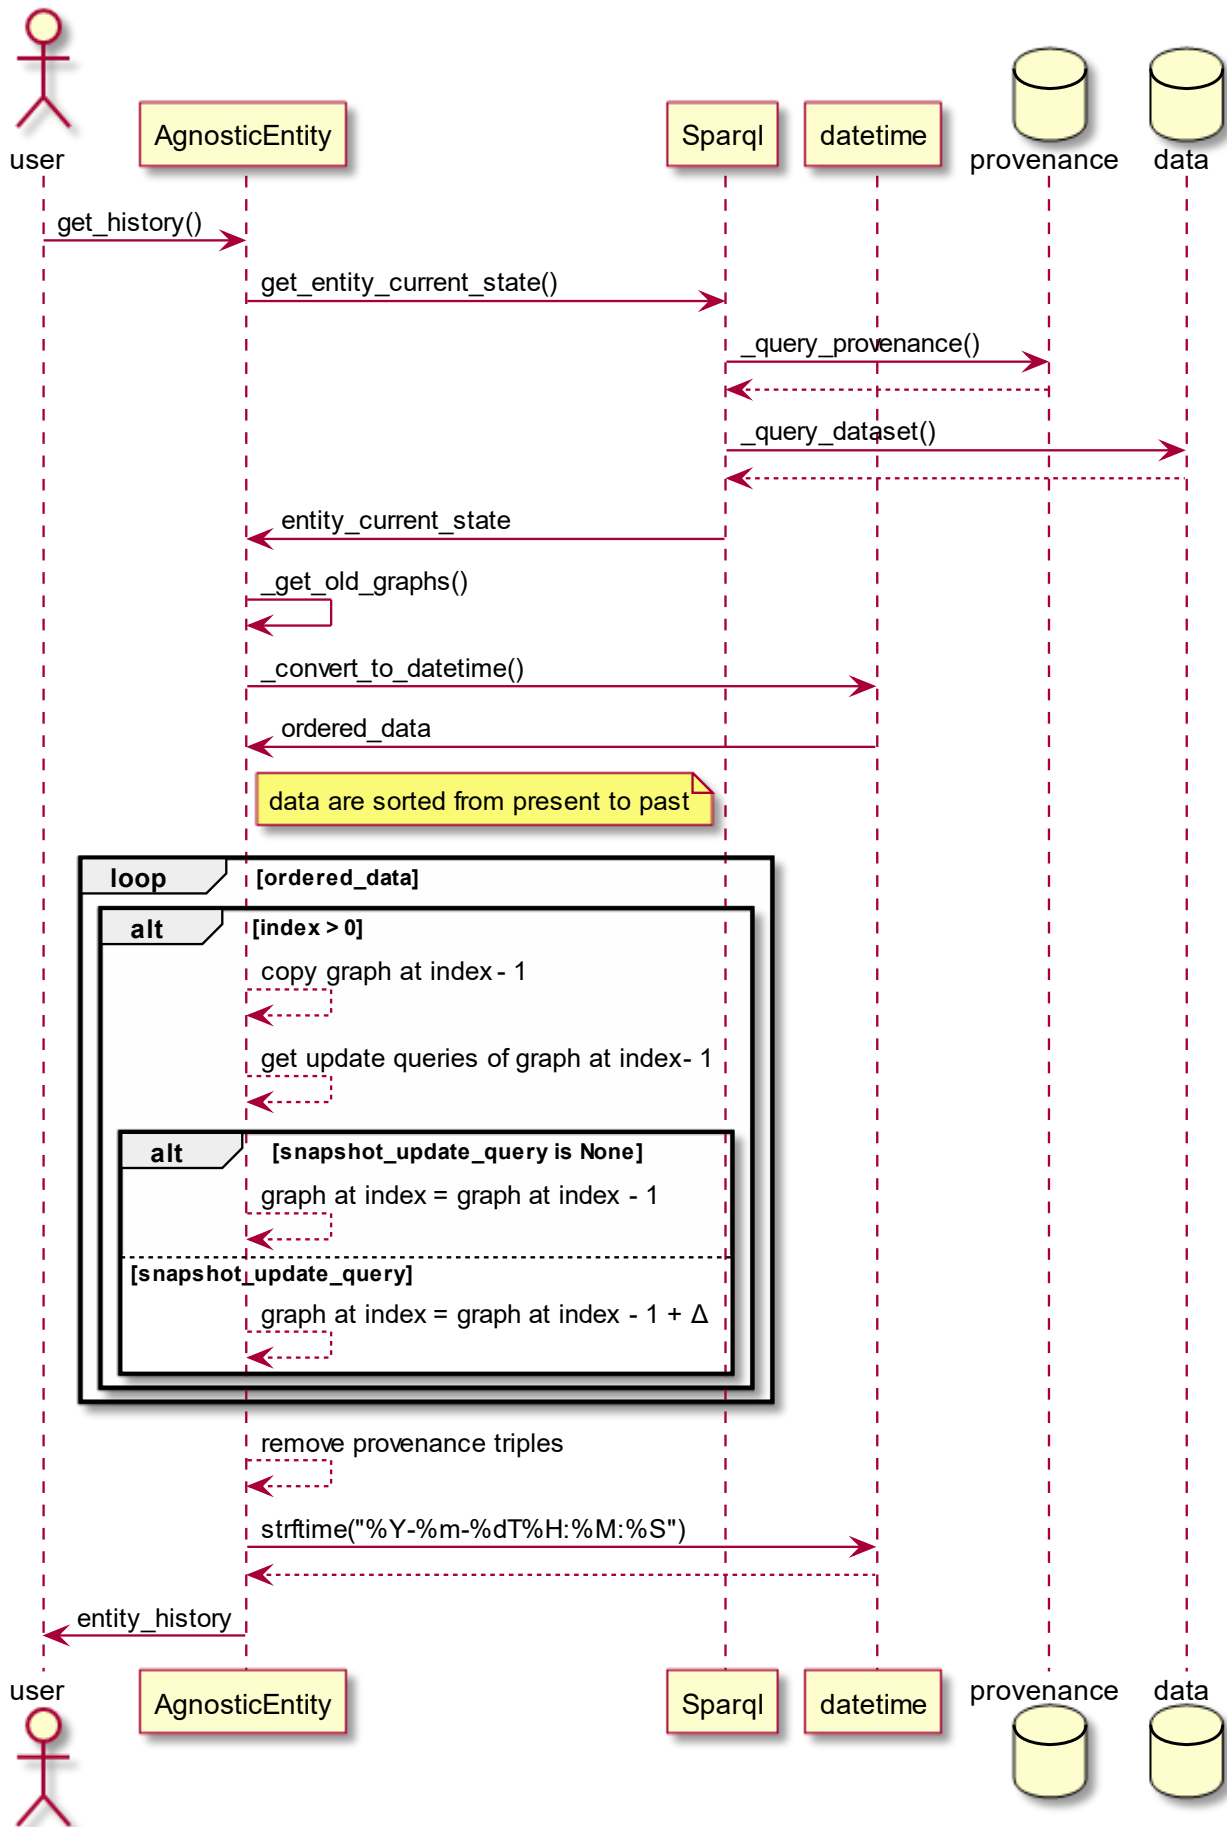 user
AgnosticEntity
Sparql
datetime
provenance
data
get_history()
get_entity_current_state()
_query_provenance()
_query_dataset()
entity_current_state
_get_old_graphs()
_convert_to_datetime()
ordered_data
data are sorted from present to past
loop [ordered_data]
alt [index > 0]
copy graph at index - 1
get update queries of graph at index- 1
alt [snapshot_update_query is None]
graph at index = graph at index - 1
[snapshot_update_query]
graph at index = graph at index - 1 + Δ
remove provenance triples
strftime("%Y-%m-%dT%H:%M:%S")
entity_history
user
AgnosticEntity
Sparql
datetime
provenance
data